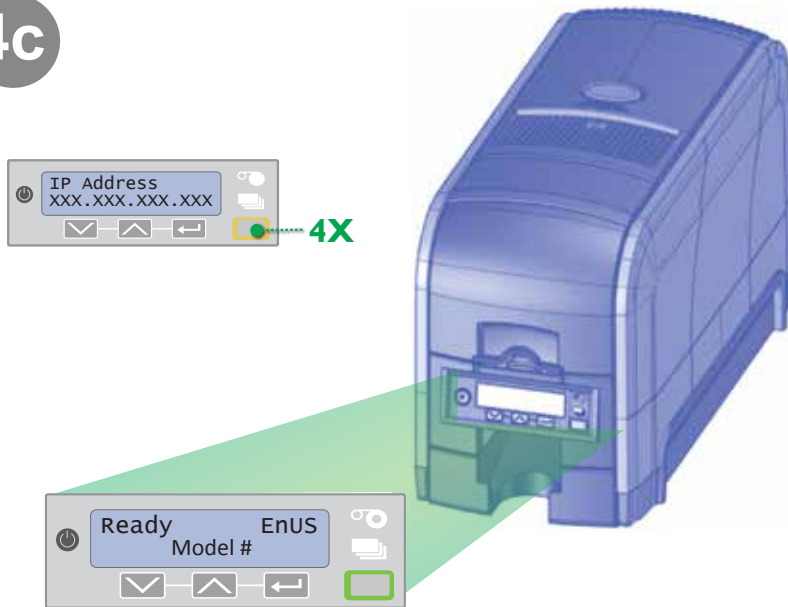 4c
IP Address
XXX.XXX.XXX.XXX
4X
Ready EnUS
Model #